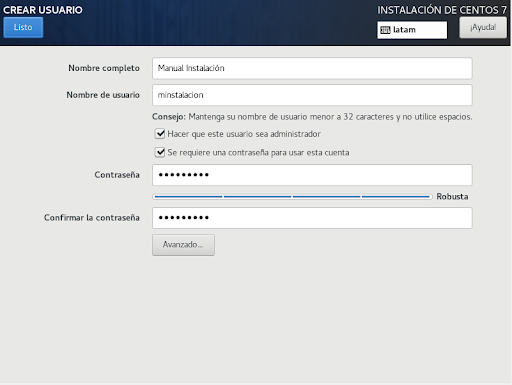 CREAR USUARIO
INSTALACIÓN DE CENTOS 7
Listo
latam
¡Ayuda!
Nombre completo
Manual Instalación
Nombre de usuario
minstalacion
Consejo: Mantenga su nombre de usuario menor a 32 caracteres y no utilice espacios.
Hacer que este usuario sea administrador
Se requiere una contraseña para usar esta cuenta
Contraseña
•••••••••
Robusta
Confirmar la contraseña
•••••••••
Avanzado...